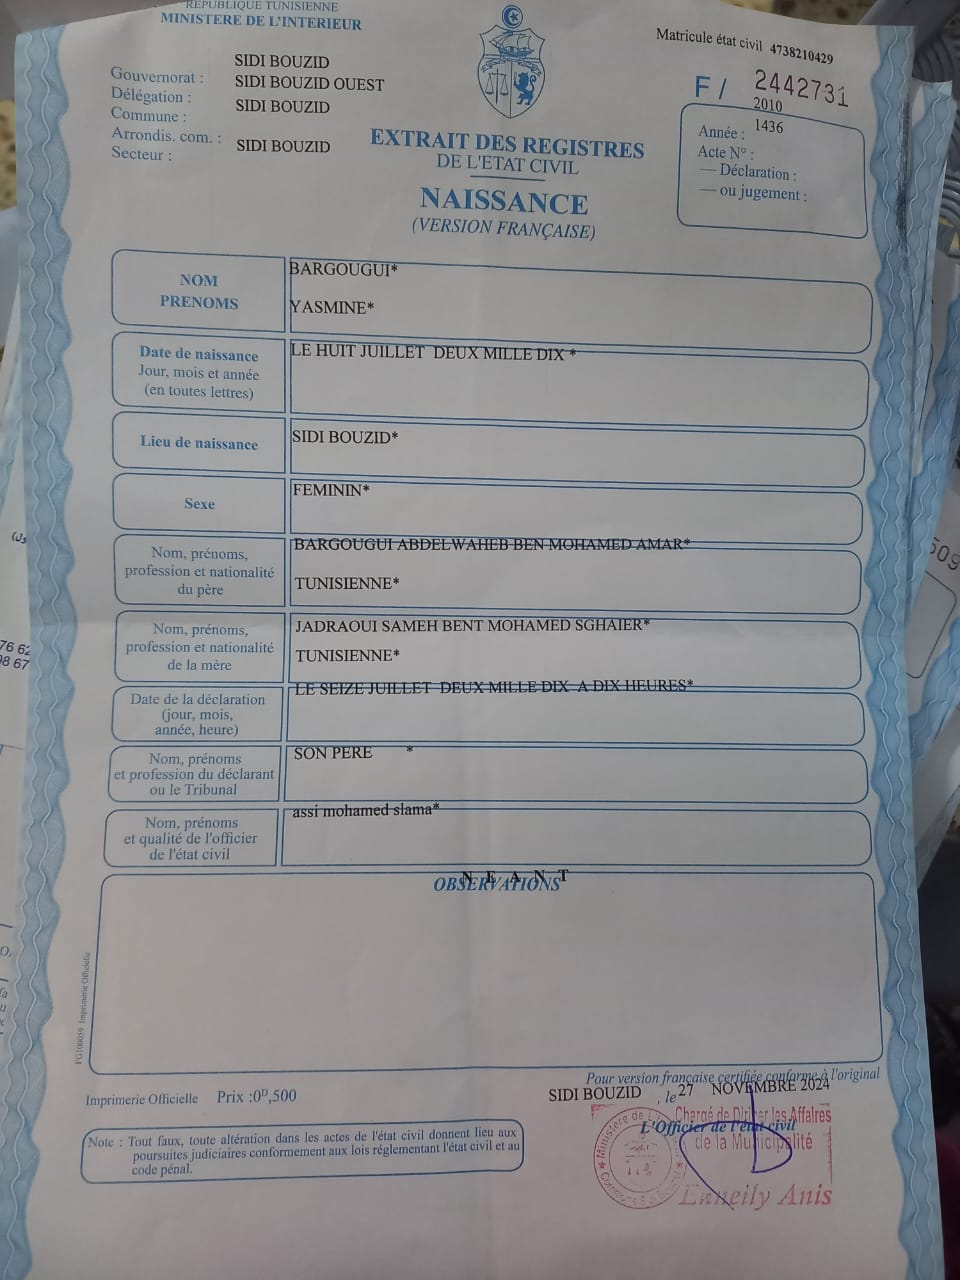 REPUBLIQUE TUNISIENNE
MINISTERE DE L'INTERIEUR
Matricule état civil 4738210429
F/ 2442731
Gouvernorat : SIDI BOUZID
Délégation : SIDI BOUZID OUEST
Commune : SIDI BOUZID
Arrondis. com. :
Secteur : SIDI BOUZID
EXTRAIT DES REGISTRES
DE L'ETAT CIVIL
NAISSANCE
(VERSION FRANÇAISE)
2010
Année :
1436
Acte N° :
— Déclaration :
— ou jugement :
NOM
PRENOMS
BARGOUGUI*
YASMINE*
Date de naissance
Jour, mois et année
(en toutes lettres)
LE HUIT JUILLET DEUX MILLE DIX *
Lieu de naissance
SIDI BOUZID*
Sexe
FEMININ*
Nom, prénoms,
profession et nationalité
du père
BARGOUGUI ABDELWAHEB BEN MOHAMED AMAR*
TUNISIENNE*
Nom, prénoms,
profession et nationalité
de la mère
JADRAOUI SAMEH BENT MOHAMED SGHAIER*
TUNISIENNE*
Date de la déclaration
(jour, mois,
année, heure)
LE SEIZE JUILLET DEUX MILLE DIX A DIX HEURES*
Nom, prénoms
et profession du déclarant
ou le Tribunal
SON PERE *
Nom, prénoms
et qualité de l'officier
de l'état civil
assi mohamed slama*
OBSERVATIONS
N E A N T
FG100059 Imprimerie Officielle
Imprimerie Officielle Prix :0ᴰ,500
Pour version française certifiée conforme à l'original
SIDI BOUZID , le 27 NOVEMBRE 2024
L'Officier de l'état civil
Chargé de Diriger les Affaires
de la Municipalité
Enneily Anis
Note : Tout faux, toute altération dans les actes de l'état civil donnent lieu aux
poursuites judiciaires conformement aux lois réglementant l'état civil et au
code pénal.